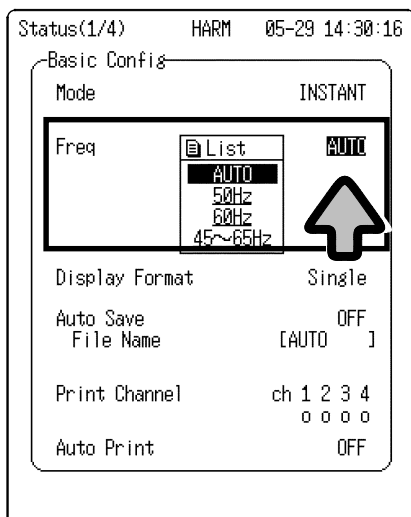 Status(1/4) HARM 05-29 14:30:16
Basic Config
Mode INSTANT
Freq List AUTO
AUTO
50Hz
60Hz
45～65Hz
Display Format Single
Auto Save OFF
File Name [AUTO ]
Print Channel ch 1 2 3 4
o o o o
Auto Print OFF